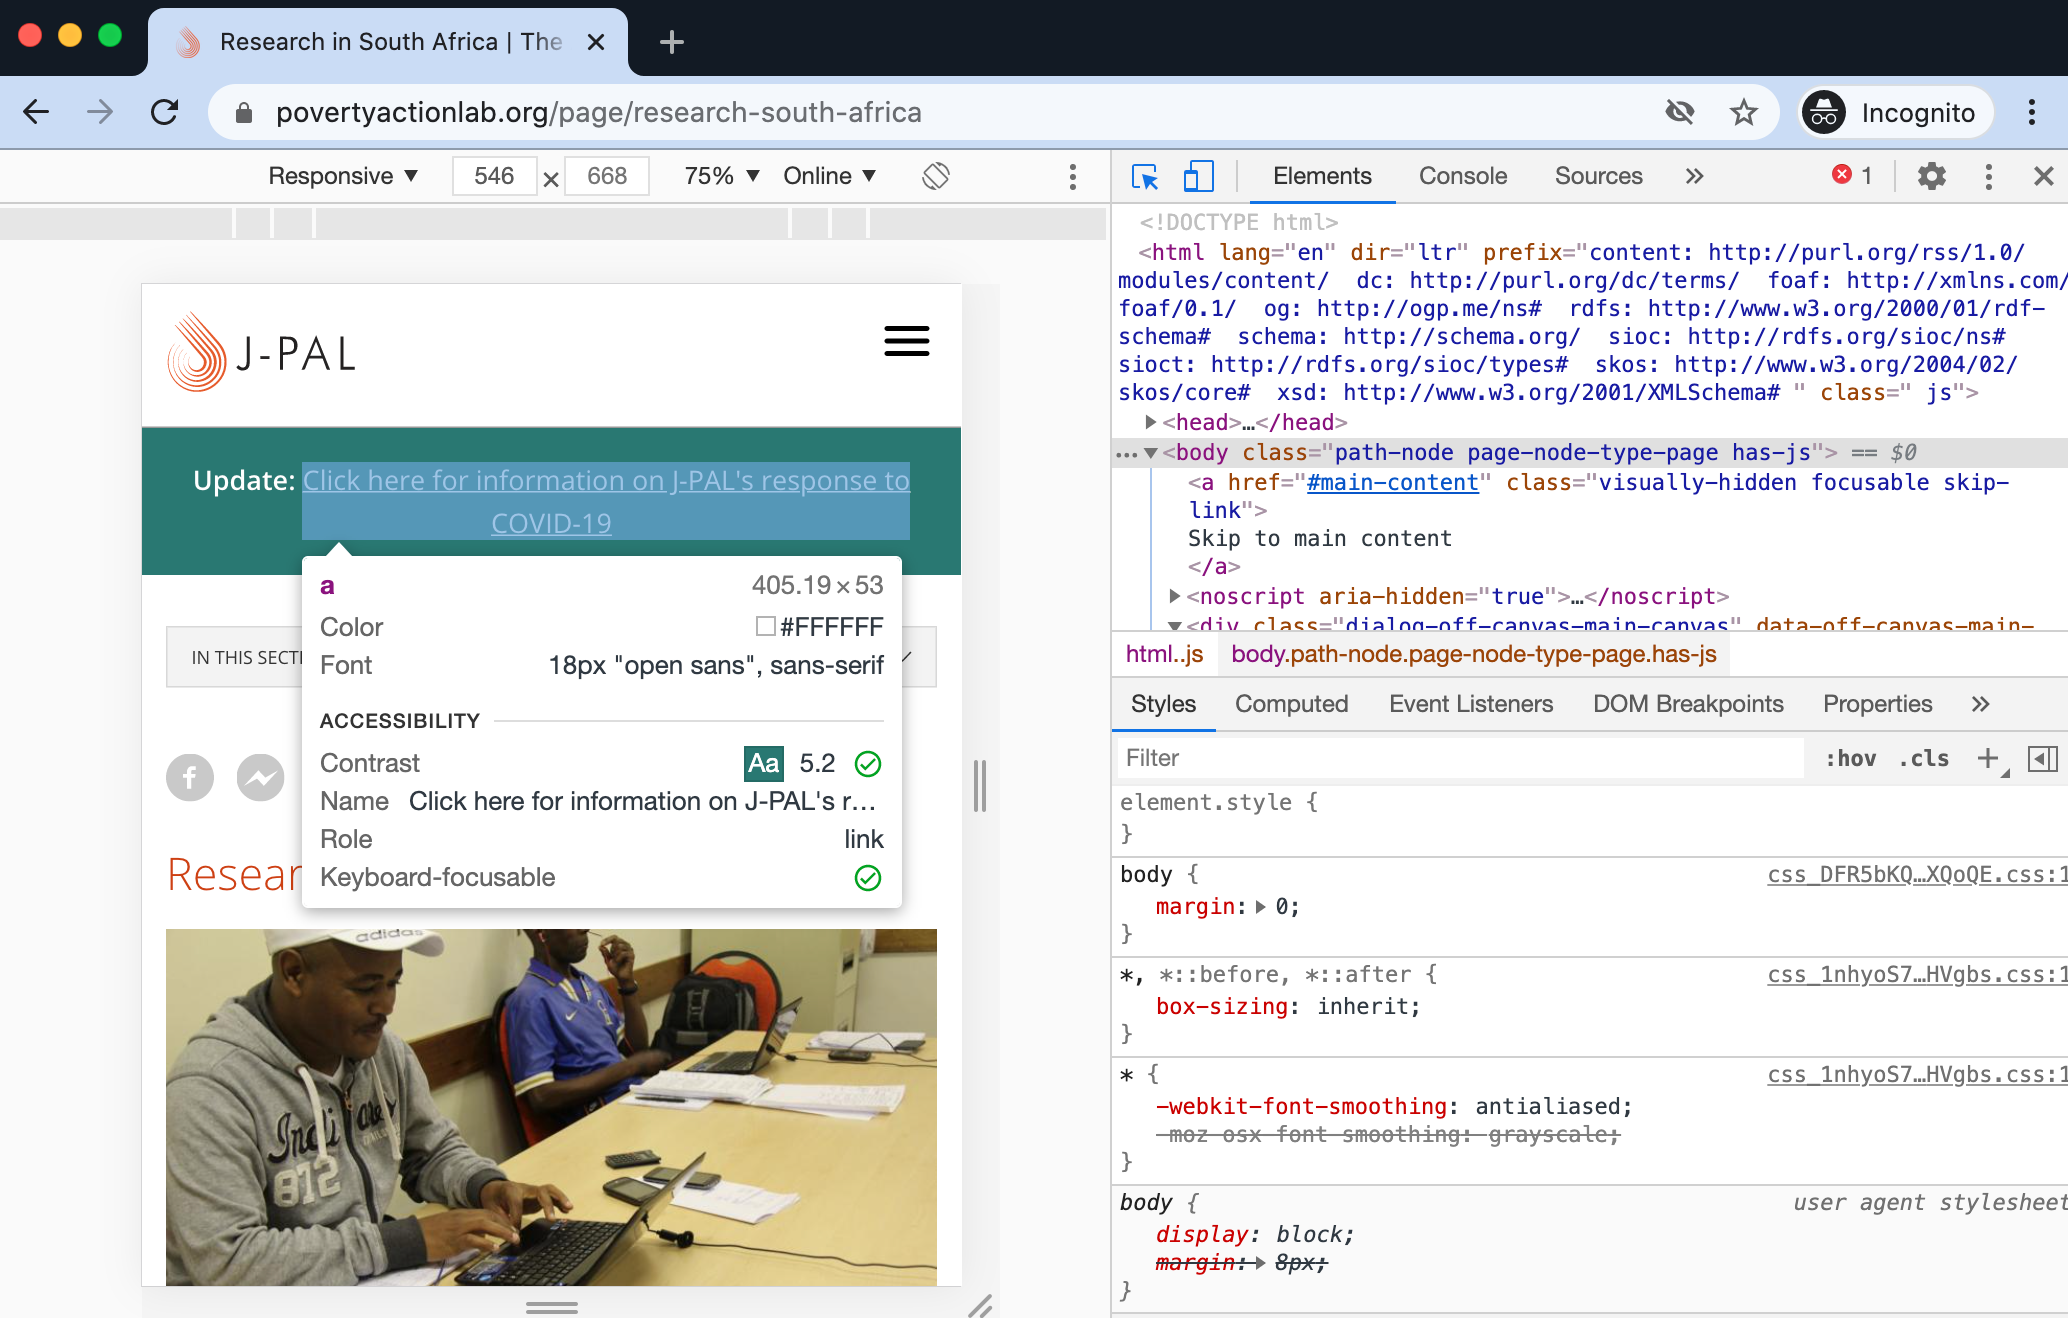 Research in South Africa | The
povertyactionlab.org/page/research-south-africa
Incognito
Responsive ▼ 546 × 668 75% ▼ Online ▼
J-PAL
Update: Click here for information on J-PAL's response to
COVID-19
a 405.19×53
Color #FFFFFF
Font 18px "open sans", sans-serif
ACCESSIBILITY
Contrast Aa 5.2
Name Click here for information on J-PAL's r…
Role link
Keyboard-focusable
IN THIS SECTI
Resear
adidas
Indi
872
Elements Console Sources » 1
<!DOCTYPE html>
<html lang="en" dir="ltr" prefix="content: http://purl.org/rss/1.0/
modules/content/  dc: http://purl.org/dc/terms/  foaf: http://xmlns.com/
foaf/0.1/  og: http://ogp.me/ns#  rdfs: http://www.w3.org/2000/01/rdf-
schema#  schema: http://schema.org/  sioc: http://rdfs.org/sioc/ns#
sioct: http://rdfs.org/sioc/types#  skos: http://www.w3.org/2004/02/
skos/core#  xsd: http://www.w3.org/2001/XMLSchema# " class=" js">
▶<head>…</head>
…▼<body class="path-node page-node-type-page has-js"> == $0
<a href="#main-content" class="visually-hidden focusable skip-
link">
Skip to main content
</a>
▶<noscript aria-hidden="true">…</noscript>
▼<div class="dialog-off-canvas-main-canvas" data-off-canvas-main-
html..js body.path-node.page-node-type-page.has-js
Styles Computed Event Listeners DOM Breakpoints Properties »
Filter :hov .cls +
element.style {
}
body { css_DFR5bKQ…XQoQE.css:1
margin:▶ 0;
}
*, *::before, *::after { css_1nhyoS7…HVgbs.css:1
box-sizing: inherit;
}
* { css_1nhyoS7…HVgbs.css:1
-webkit-font-smoothing: antialiased;
-moz-osx-font-smoothing: grayscale;
}
body { user agent stylesheet
display: block;
margin:▶ 8px;
}